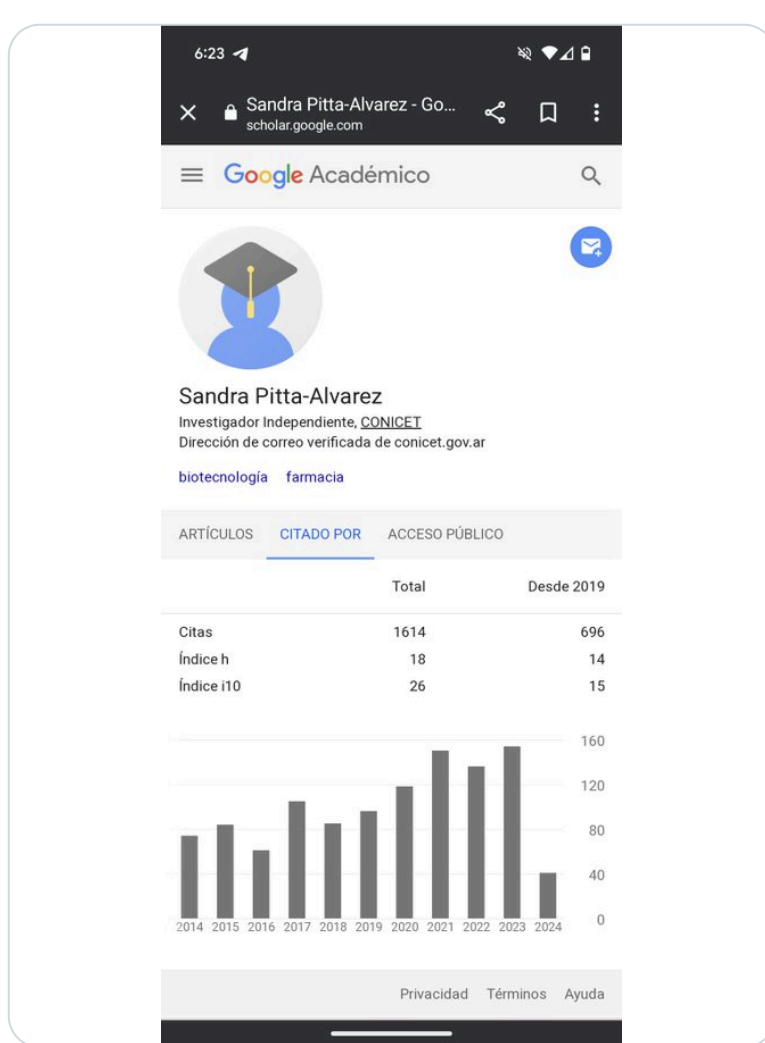 6:23
Sandra Pitta-Alvarez - Go...
scholar.google.com
Google Académico
Sandra Pitta-Alvarez
Investigador Independiente, CONICET
Dirección de correo verificada de conicet.gov.ar
biotecnología farmacia
ARTÍCULOS CITADO POR ACCESO PÚBLICO
Total Desde 2019
Citas 1614 696
Índice h 18 14
Índice i10 26 15
160
120
80
40
0
2014 2015 2016 2017 2018 2019 2020 2021 2022 2023 2024
Privacidad Términos Ayuda